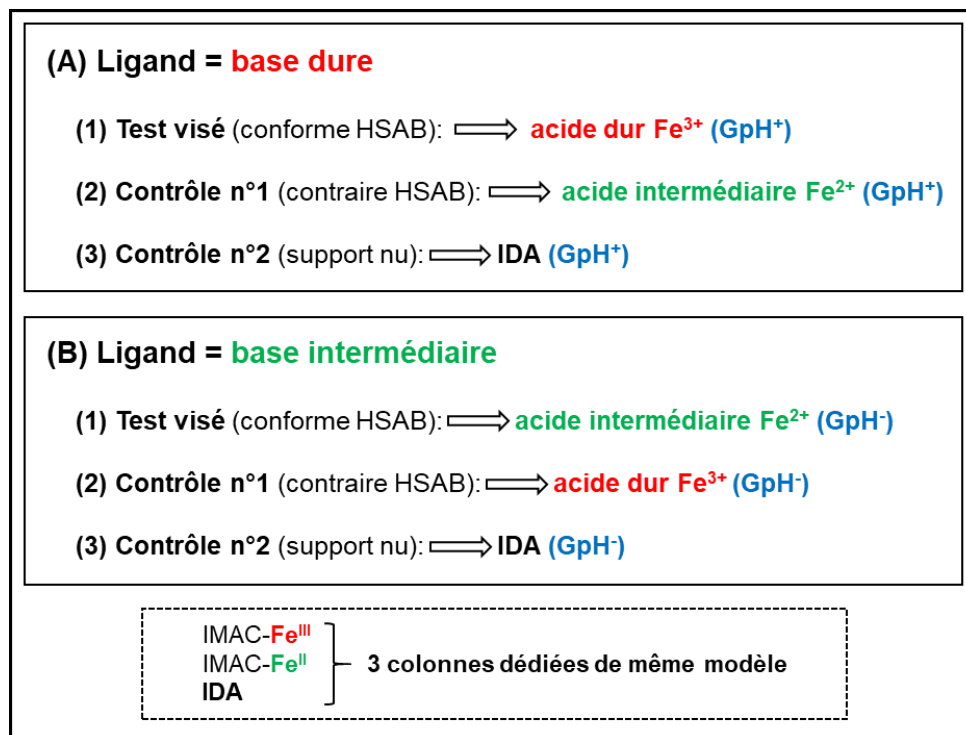 (A) Ligand = base dure
(1) Test visé (conforme HSAB): acide dur Fe³⁺ (GpH⁺)
(2) Contrôle n°1 (contraire HSAB): acide intermédiaire Fe²⁺ (GpH⁺)
(3) Contrôle n°2 (support nu): IDA (GpH⁺)
(B) Ligand = base intermédiaire
(1) Test visé (conforme HSAB): acide intermédiaire Fe²⁺ (GpH⁻)
(2) Contrôle n°1 (contraire HSAB): acide dur Fe³⁺ (GpH⁻)
(3) Contrôle n°2 (support nu): IDA (GpH⁻)
IMAC-Feᴵᴵᴵ
IMAC-Feᴵᴵ
IDA
3 colonnes dédiées de même modèle